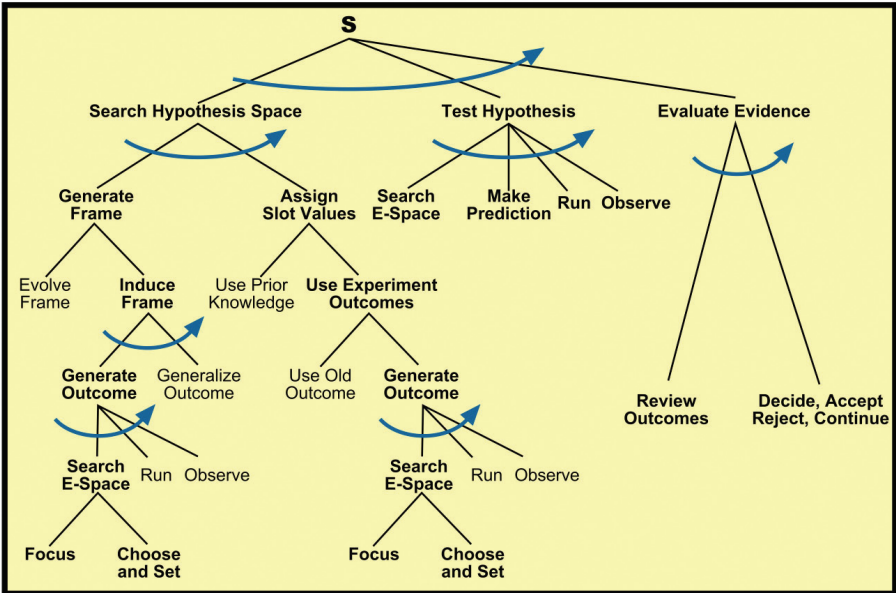 S
Search Hypothesis Space
Test Hypothesis
Evaluate Evidence
Generate
Frame
Assign
Slot Values
Search
E-Space
Make
Prediction
Run
Observe
Evolve
Frame
Induce
Frame
Use Prior
Knowledge
Use Experiment
Outcomes
Generate
Outcome
Generalize
Outcome
Use Old
Outcome
Generate
Outcome
Review
Outcomes
Decide, Accept
Reject, Continue
Search
E-Space
Run
Observe
Search
E-Space
Run
Observe
Focus
Choose
and Set
Focus
Choose
and Set